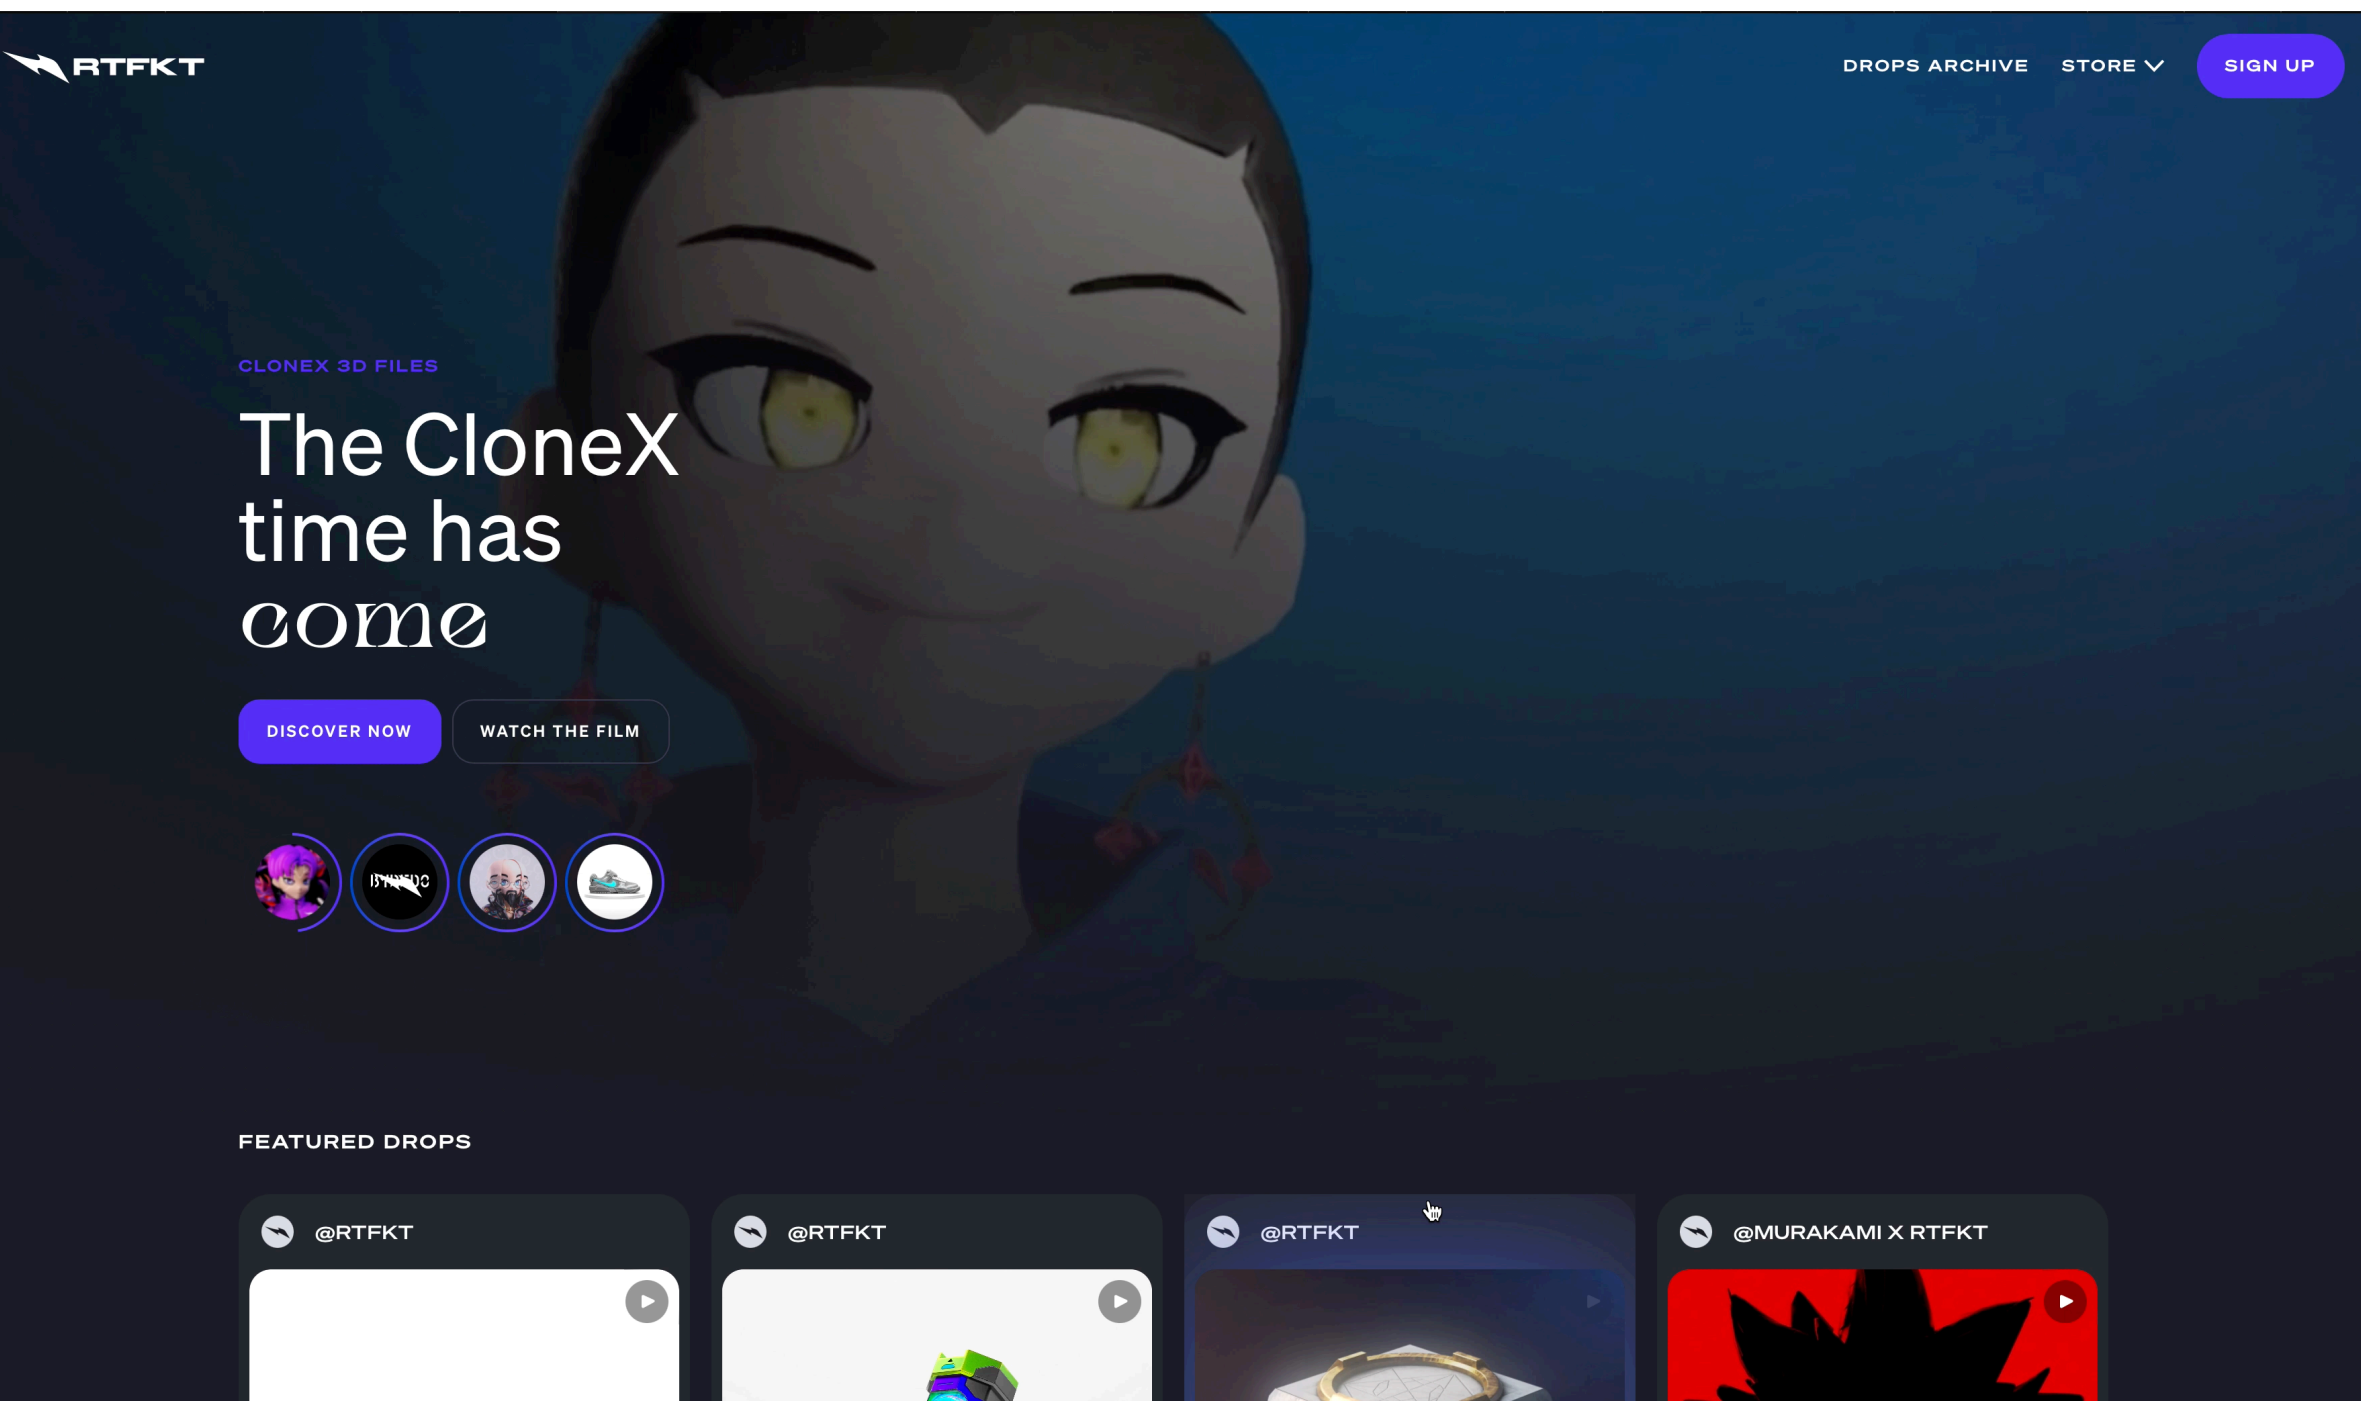 RTFKT
DROPS ARCHIVE
STORE
SIGN UP
CLONEX 3D FILES
The CloneX
time has
come
DISCOVER NOW
WATCH THE FILM
FEATURED DROPS
@RTFKT
@RTFKT
@RTFKT
@MURAKAMI X RTFKT